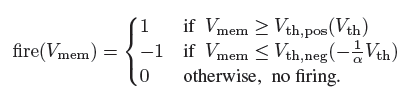 fire(V_mem) = { 1 if V_mem ≥ V_th,pos(V_th)
−1 if V_mem ≤ V_th,neg(−1/α V_th)
0 otherwise, no firing.